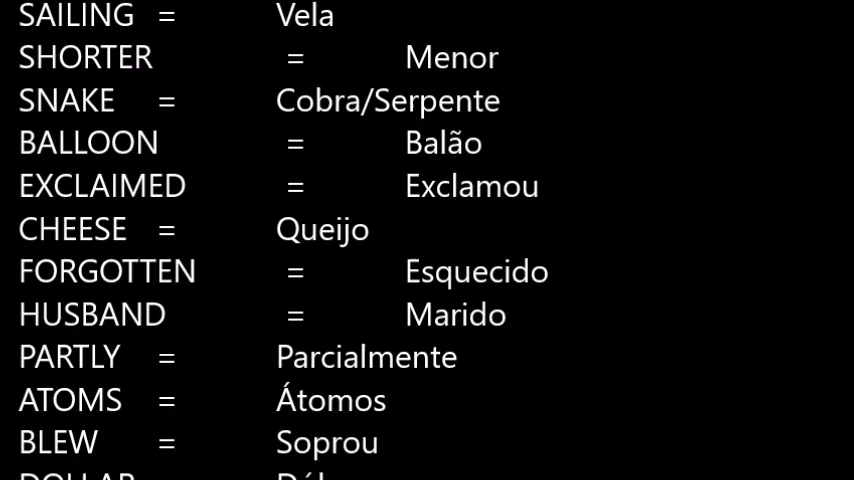 SAILING = Vela
SHORTER = Menor
SNAKE = Cobra/Serpente
BALLOON = Balão
EXCLAIMED = Exclamou
CHEESE = Queijo
FORGOTTEN = Esquecido
HUSBAND = Marido
PARTLY = Parcialmente
ATOMS = Átomos
BLEW = Soprou